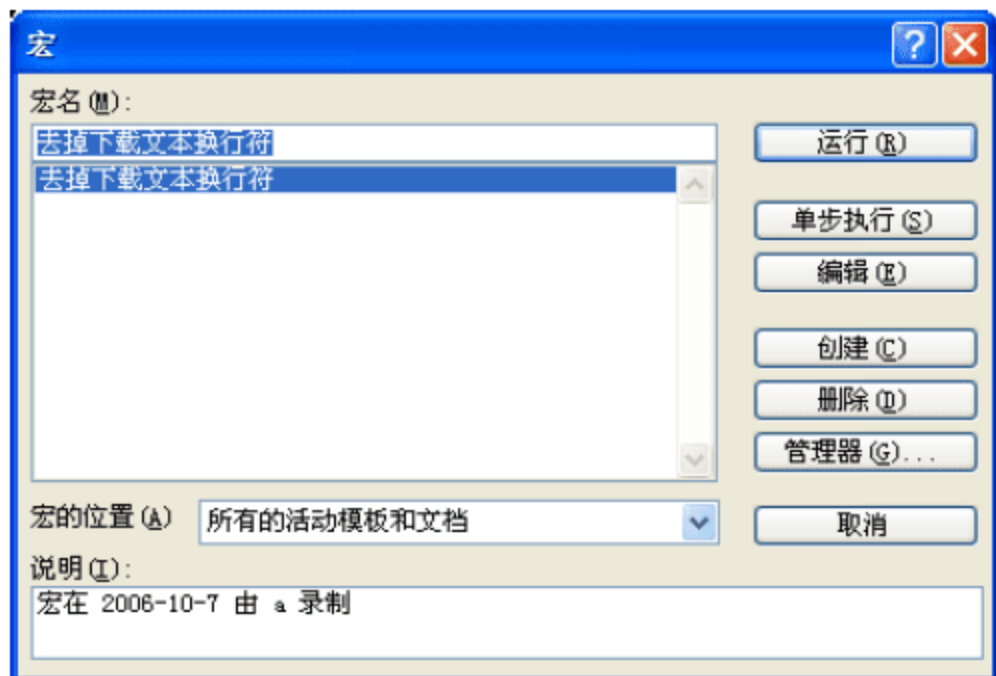 宏
宏名(M):
去掉下载文本换行符
去掉下载文本换行符
运行(R)
单步执行(S)
编辑(E)
创建(C)
删除(D)
管理器(G)...
宏的位置(A)
所有的活动模板和文档
取消
说明(I):
宏在 2006-10-7 由 a 录制